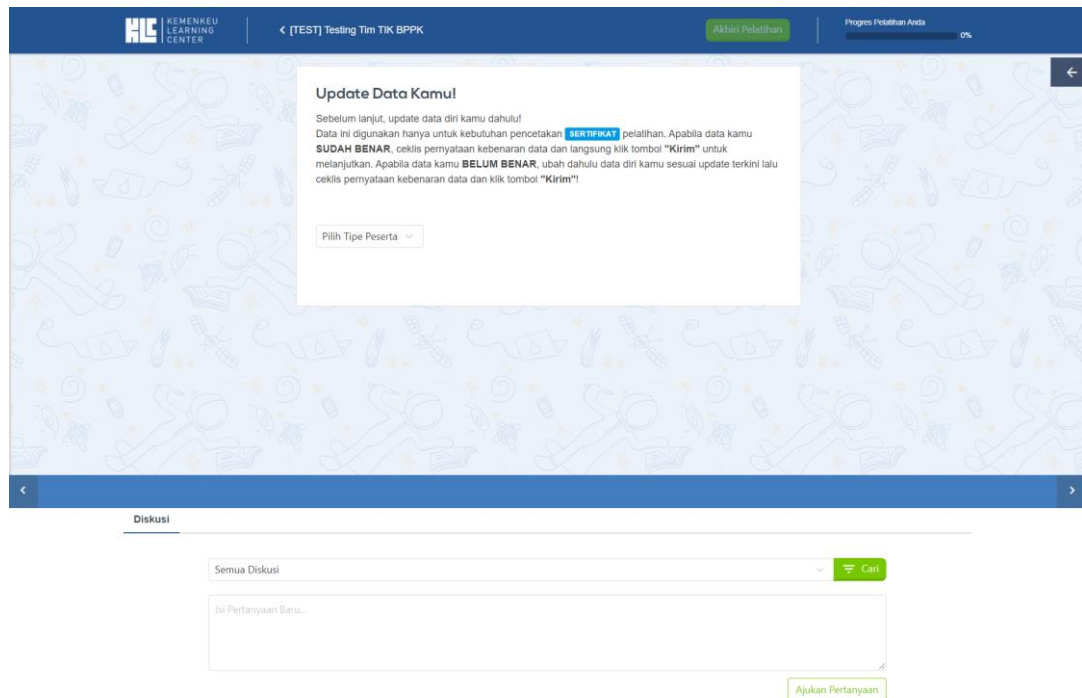 KEMENKEU
LEARNING
CENTER
[TEST] Testing Tim TIK BPPK
Akhiri Pelatihan
Progres Pelatihan Anda
0%
Update Data Kamu!
Sebelum lanjut, update data diri kamu dahulu!
Data ini digunakan hanya untuk kebutuhan pencetakan SERTIFIKAT pelatihan. Apabila data kamu
SUDAH BENAR, ceklis pernyataan kebenaran data dan langsung klik tombol "Kirim" untuk
melanjutkan. Apabila data kamu BELUM BENAR, ubah dahulu data diri kamu sesuai update terkini lalu
ceklis pernyataan kebenaran data dan klik tombol "Kirim"!
Pilih Tipe Peserta
Diskusi
Semua Diskusi
Cari
Isi Pertanyaan Baru...
Ajukan Pertanyaan